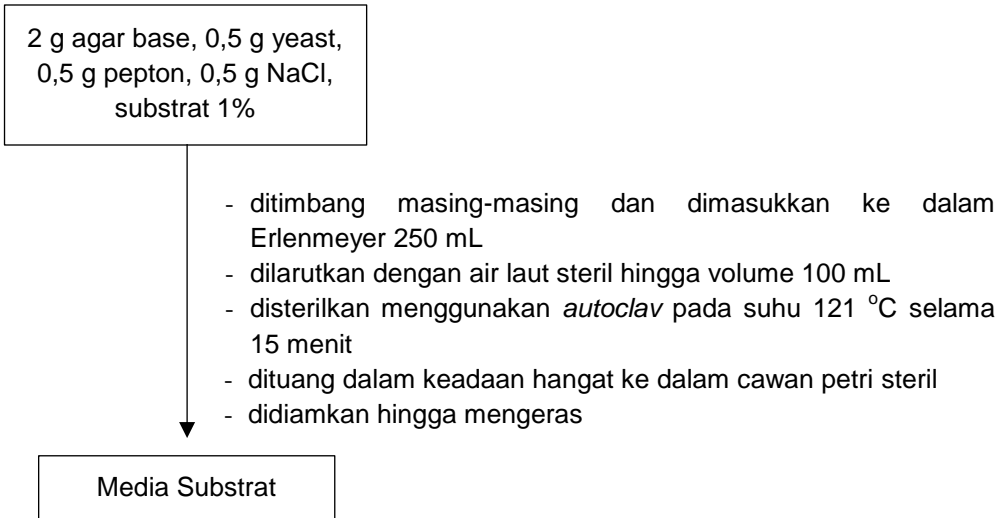 2 g agar base, 0,5 g yeast,
0,5 g pepton, 0,5 g NaCl,
substrat 1%
- ditimbang masing-masing dan dimasukkan ke dalam
Erlenmeyer 250 mL
- dilarutkan dengan air laut steril hingga volume 100 mL
- disterilkan menggunakan autoclav pada suhu 121 °C selama
15 menit
- dituang dalam keadaan hangat ke dalam cawan petri steril
- didiamkan hingga mengeras
Media Substrat